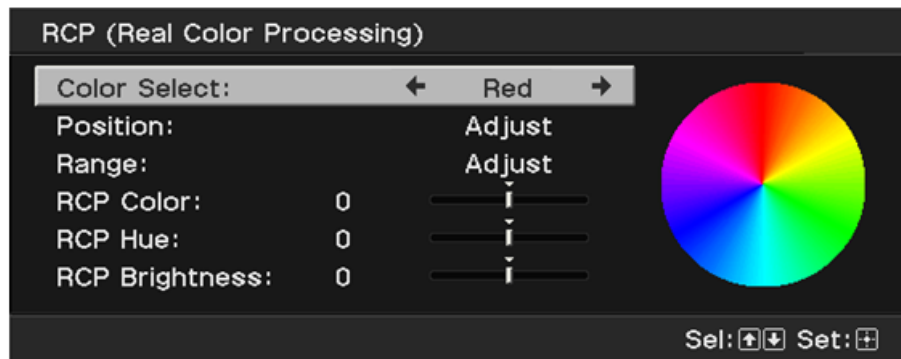 RCP (Real Color Processing)
Color Select: ← Red →
Position: Adjust
Range: Adjust
RCP Color: 0
RCP Hue: 0
RCP Brightness: 0
Sel: ↑↓ Set: